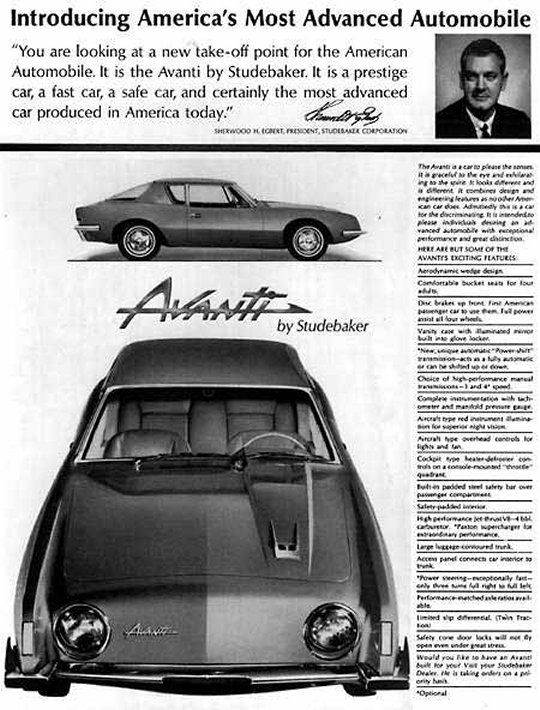 Introducing America's Most Advanced Automobile
"You are looking at a new take-off point for the American
Automobile. It is the Avanti by Studebaker. It is a prestige
car, a fast car, a safe car, and certainly the most advanced
car produced in America today."
SHERWOOD H. EGBERT, PRESIDENT, STUDEBAKER CORPORATION
The Avanti is a car to please the senses.
It is graceful to the eye and exhilarat-
ing to the spirit. It looks different and
is different. It combines design and
engineering features as no other Amer-
ican car does. Admittedly this is a car
for the discriminating. It is intended to
please individuals desiring an ad-
vanced automobile with exceptional
performance and great distinction.
HERE ARE BUT SOME OF THE
AVANTI'S EXCITING FEATURES:
Aerodynamic wedge design.
Comfortable bucket seats for four
adults.
Disc brakes up front. First American
passenger car to use them. Full power
assist all four wheels.
Vanity case with illuminated mirror
built into glove locker.
*New, unique automatic "Power-shift"
transmission—acts as a fully automatic
or can be shifted up or down.
Choice of high-performance manual
transmissions—3 and 4* speed.
Complete instrumentation with tach-
ometer and manifold pressure gauge.
Aircraft type red instrument illumina-
tion for superior night vision.
Aircraft type overhead controls for
lights and fan.
Cockpit type heater-defroster con-
trols on a console-mounted "throttle"
quadrant.
Built-in padded steel safety bar over
passenger compartment.
Safety-padded interior.
High performance Jet-thrust V8—4 bbl.
carburetor. *Paxton supercharger for
extraordinary performance.
Large luggage-contoured trunk.
Access panel connects car interior to
trunk.
*Power steering—exceptionally fast—
only three turns full right to full left.
Performance-matched axle ratios avail-
able.
Limited slip differential. (Twin Trac-
tion)
Safety cone door locks will not fly
open even under great stress.
Would you like to have an Avanti
built for you? Visit your Studebaker
Dealer. He is taking orders on a pri-
ority basis.
*Optional
Avanti
by Studebaker
Avanti